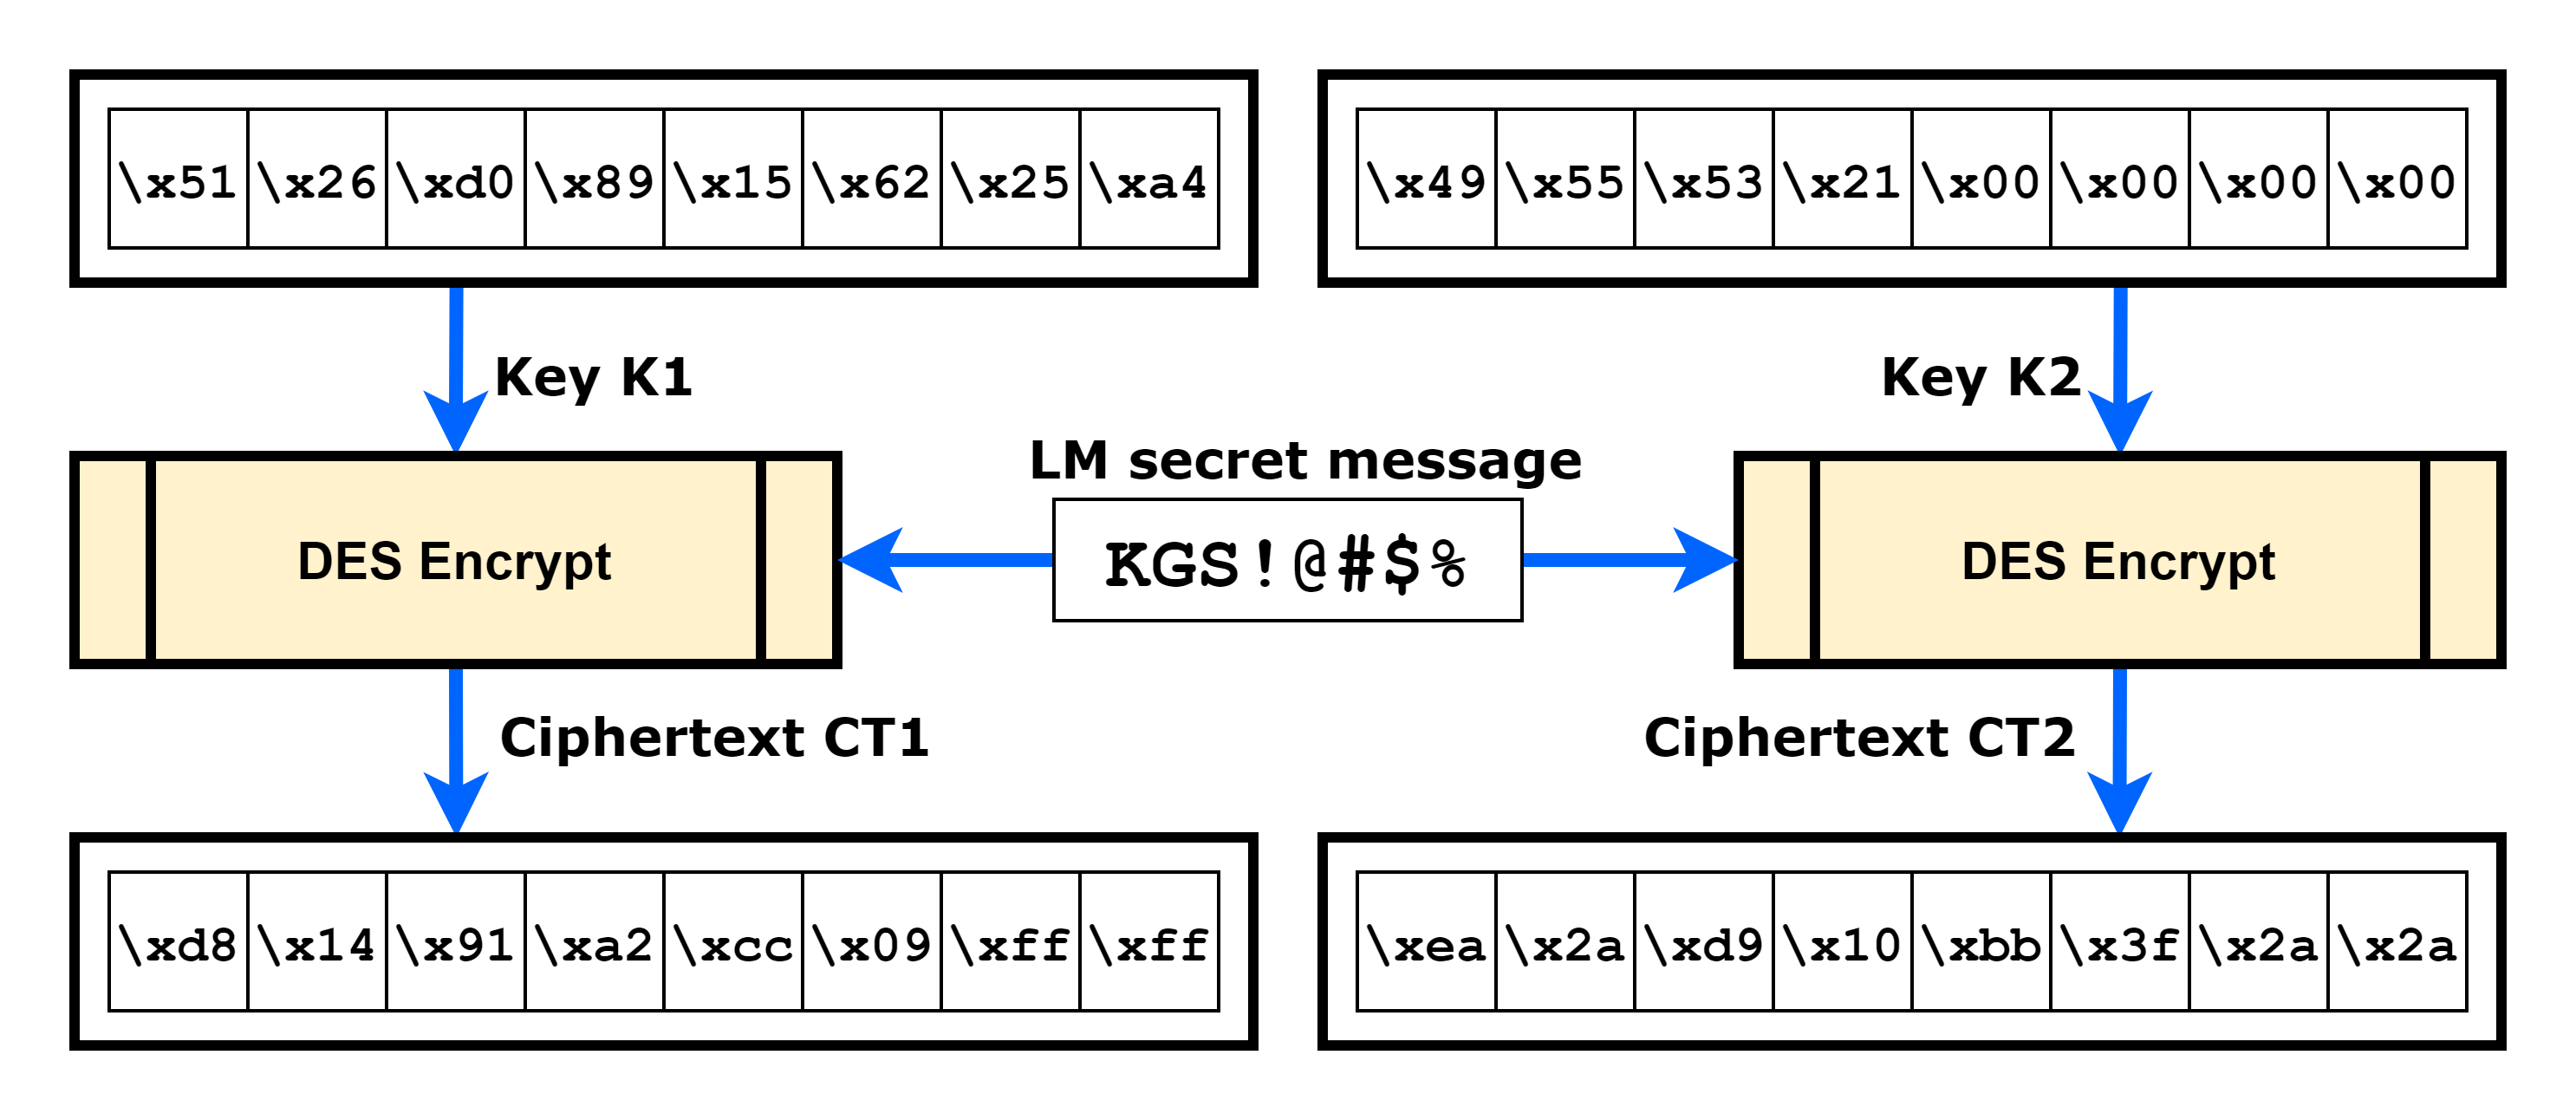 \x51 \x26 \xd0 \x89 \x15 \x62 \x25 \xa4
\x49 \x55 \x53 \x21 \x00 \x00 \x00 \x00
Key K1
Key K2
LM secret message
DES Encrypt
KGS!@#$%
DES Encrypt
Ciphertext CT1
Ciphertext CT2
\xd8 \x14 \x91 \xa2 \xcc \x09 \xff \xff
\xea \x2a \xd9 \x10 \xbb \x3f \x2a \x2a